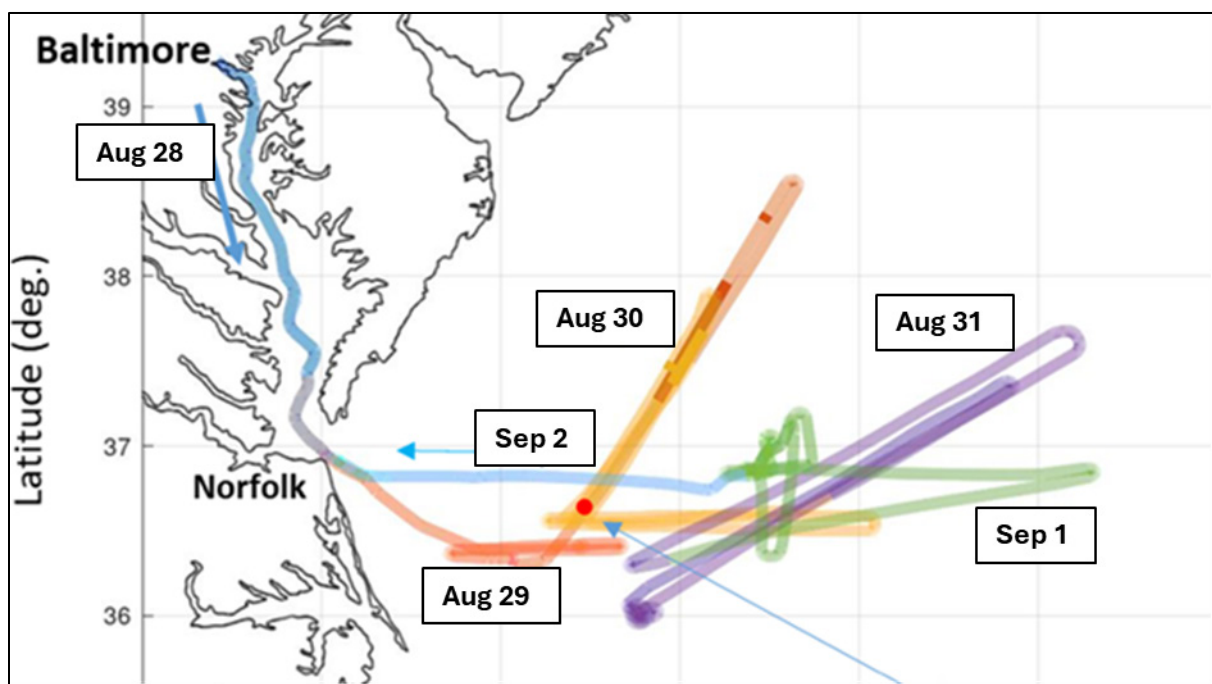 Baltimore
39
Aug 28
38
Aug 30
Aug 31
Latitude (deg.)
37
Sep 2
Norfolk
Sep 1
Aug 29
36